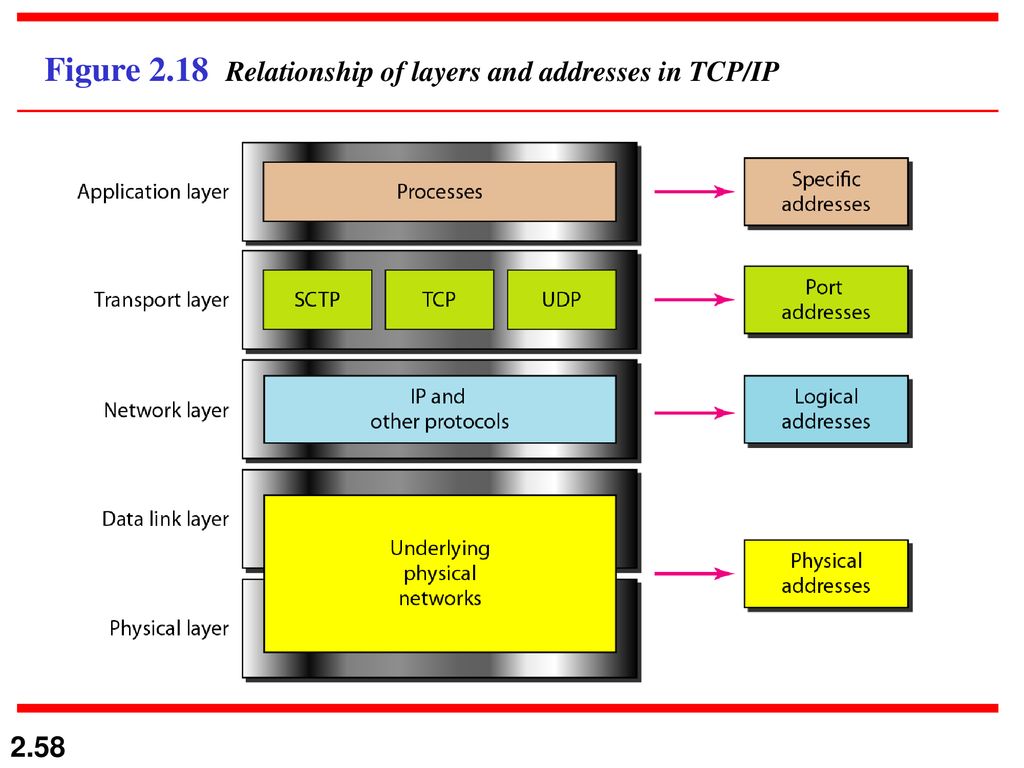 Figure 2.18 Relationship of layers and addresses in TCP/IP
Application layer
Processes
Specific
addresses
Transport layer
SCTP
TCP
UDP
Port
addresses
Network layer
IP and
other protocols
Logical
addresses
Data link layer
Underlying
physical
networks
Physical
addresses
Physical layer
2.58